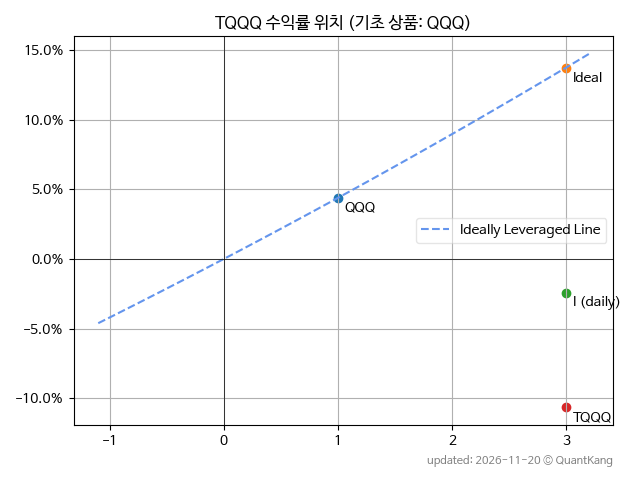 TQQQ 수익률 위치 (기초 상품: QQQ)
15.0%
10.0%
5.0%
0.0%
−5.0%
−10.0%
Ideal
QQQ
Ideally Leveraged Line
I (daily)
TQQQ
−1
0
1
2
3
updated: 2026-11-20 © QuantKang